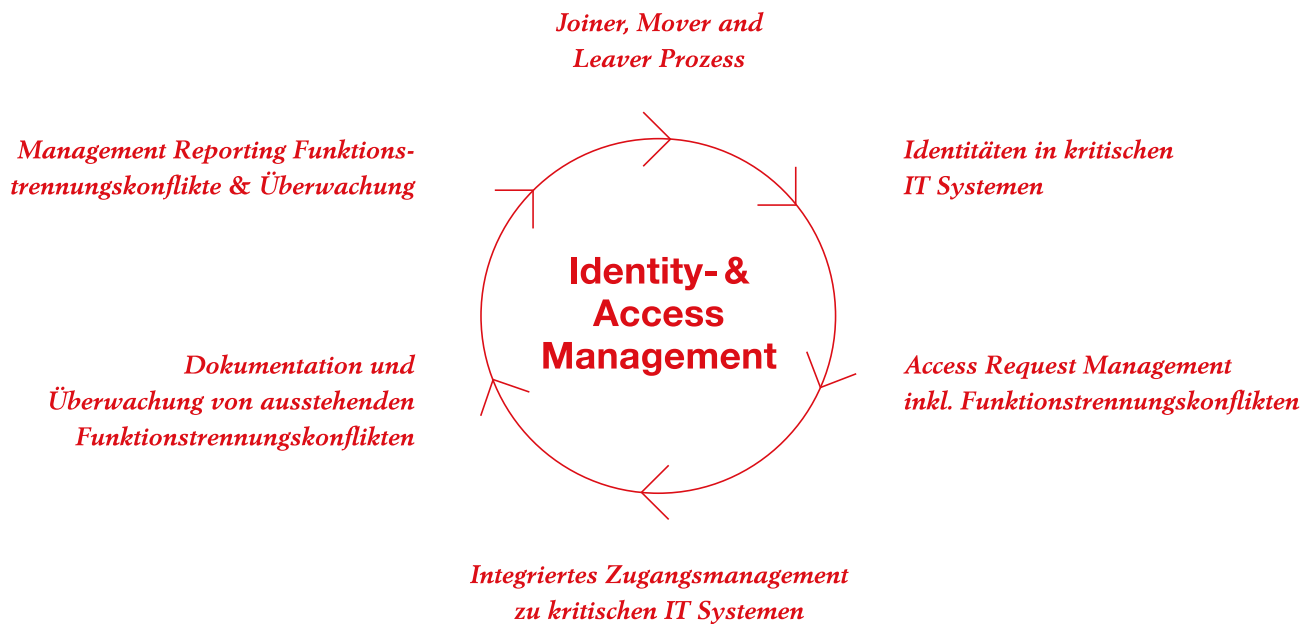 Joiner, Mover and
Leaver Prozess
Management Reporting Funktions-
trennungskonflikte & Überwachung
Identitäten in kritischen
IT Systemen
Identity- &
Access
Management
Dokumentation und
Überwachung von ausstehenden
Funktionstrennungskonflikten
Access Request Management
inkl. Funktionstrennungskonflikten
Integriertes Zugangsmanagement
zu kritischen IT Systemen